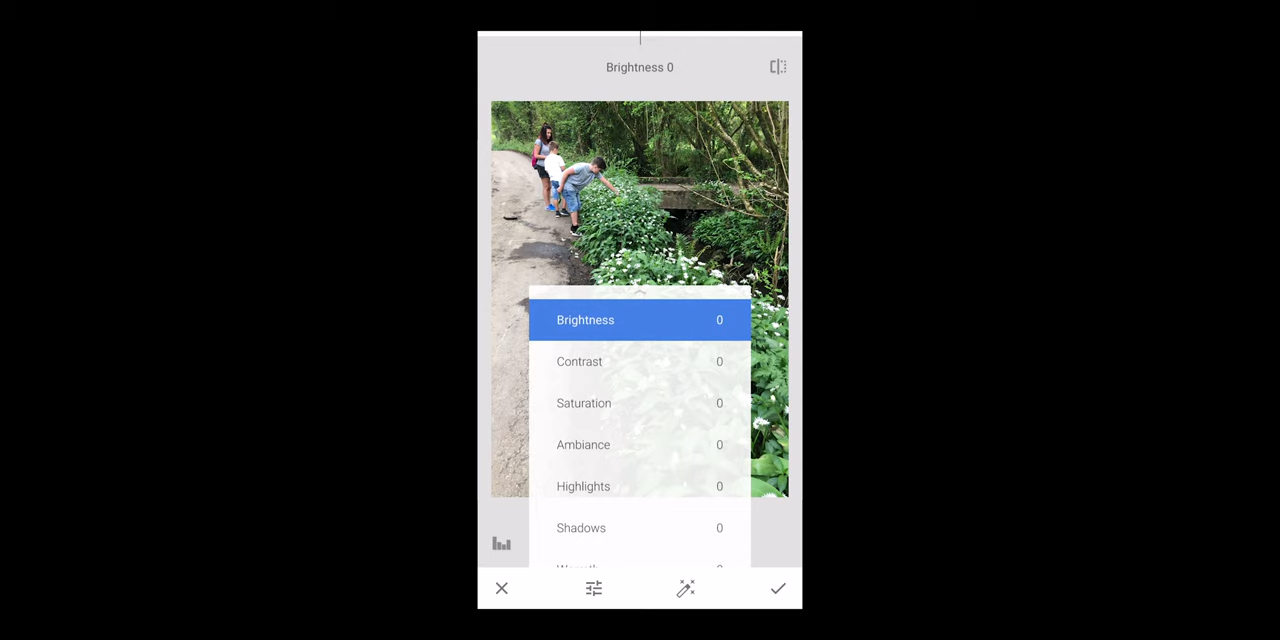 Brightness 0
Brightness 0
Contrast 0
Saturation 0
Ambiance 0
Highlights 0
Shadows 0